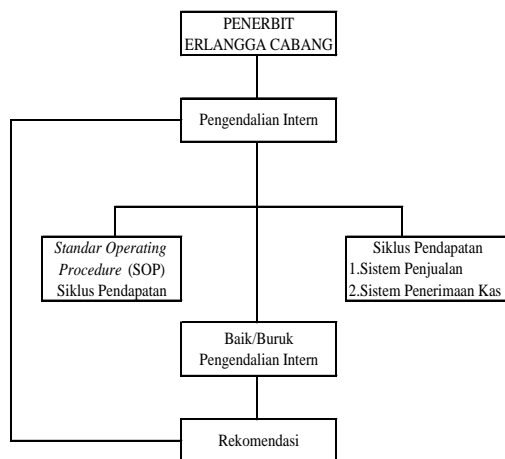 PENERBIT
ERLANGGA CABANG
Pengendalian Intern
Standar Operating
Procedure (SOP)
Siklus Pendapatan
Siklus Pendapatan
1.Sistem Penjualan
2.Sistem Penerimaan Kas
Baik/Buruk
Pengendalian Intern
Rekomendasi